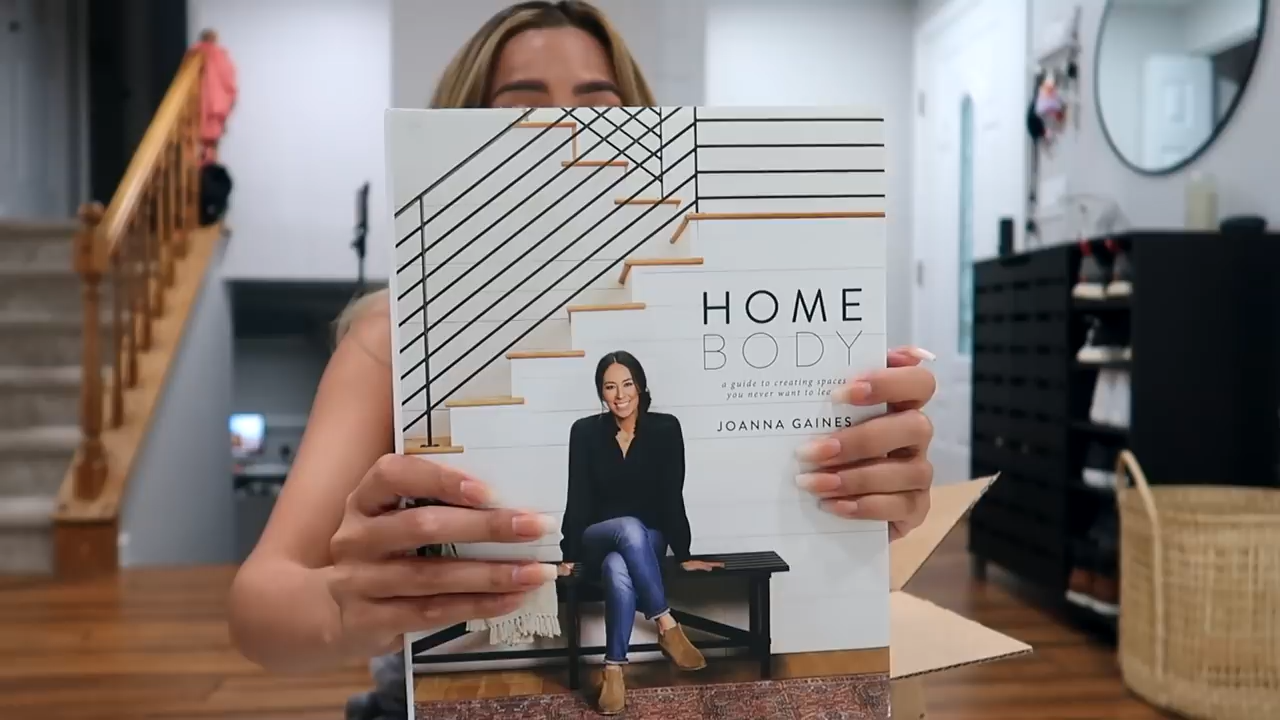 HOME
BODY
a guide to creating spaces
you never want to
JOANNA GAINES